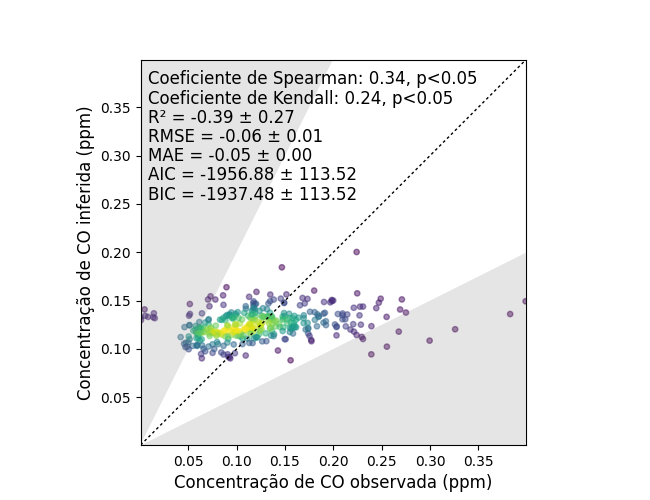 Coeficiente de Spearman: 0.34, p<0.05
Coeficiente de Kendall: 0.24, p<0.05
R² = -0.39 ± 0.27
RMSE = -0.06 ± 0.01
MAE = -0.05 ± 0.00
AIC = -1956.88 ± 113.52
BIC = -1937.48 ± 113.52
Concentração de CO inferida (ppm)
0.35
0.30
0.25
0.20
0.15
0.10
0.05
0.05 0.10 0.15 0.20 0.25 0.30 0.35
Concentração de CO observada (ppm)